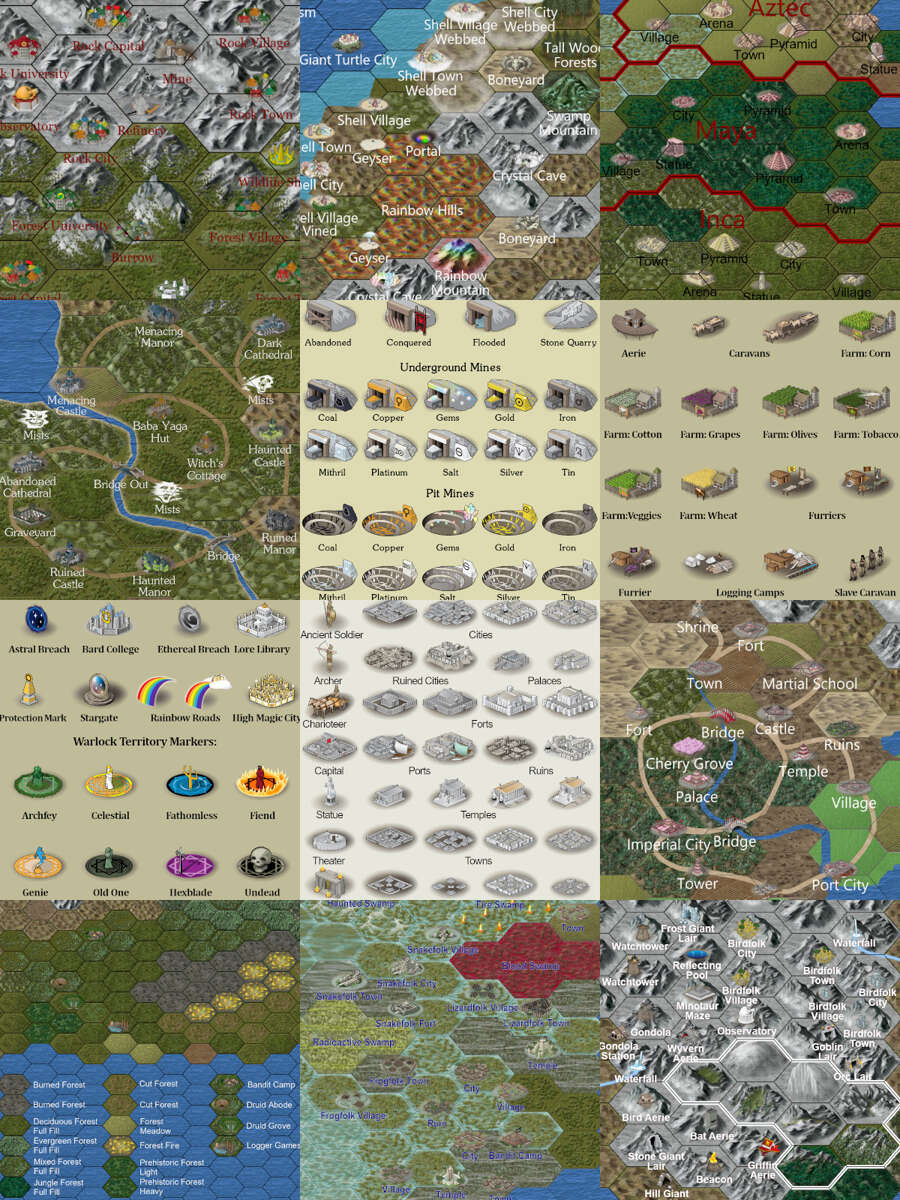 Rock Capital
Rock Village
k University
Mine
bservatory
Refinery
Rock Town
Rock City
Forest University
Forest Village
Burrow
sm
Shell Village
Webbed
Shell City
Webbed
Giant Turtle City
Tall Wood
Forests
Shell Town
Webbed
Boneyard
Shell Village
Swamp
Mountain
ell Town
Geyser
Portal
Crystal Cave
ell City
ell Village
Vined
Rainbow Hills
Boneyard
Geyser
Rainbow
Mountain
Crystal Cave
Aztec
Village
Arena
Pyramid
City
Town
Statue
City
Pyramid
Maya
Arena
Village
Statue
Pyramid
Town
Inca
Town
Pyramid
City
Arena
Statue
Village
Menacing
Manor
Dark
Cathedral
Menacing
Castle
Mists
Mists
Baba Yaga
Hut
Haunted
Castle
Abandoned
Cathedral
Bridge Out
Witch's
Cottage
Mists
Graveyard
Ruined
Manor
Bridge
Ruined
Castle
Haunted
Manor
Abandoned
Conquered
Flooded
Stone Quarry
Underground Mines
Coal
Copper
Gems
Gold
Iron
Mithril
Platinum
Salt
Silver
Tin
Pit Mines
Coal
Copper
Gems
Gold
Iron
Mithril
Platinum
Salt
Silver
Tin
Aerie
Caravans
Farm: Corn
Farm: Cotton
Farm: Grapes
Farm: Olives
Farm: Tobacco
Farm:Veggies
Farm: Wheat
Furriers
Furrier
Logging Camps
Slave Caravan
Astral Breach
Bard College
Ethereal Breach
Lore Library
Protection Mark
Stargate
Rainbow Roads
High Magic City
Warlock Territory Markers:
Archfey
Celestial
Fathomless
Fiend
Genie
Old One
Hexblade
Undead
Ancient Soldier
Cities
Archer
Ruined Cities
Palaces
Charioteer
Forts
Capital
Ports
Ruins
Statue
Temples
Theater
Towns
Shrine
Fort
Town
Martial School
Fort
Bridge
Castle
Ruins
Cherry Grove
Temple
Palace
Village
Imperial City
Bridge
Tower
Port City
Burned Forest
Cut Forest
Bandit Camp
Burned Forest
Cut Forest
Druid Abode
Deciduous Forest
Full Fill
Forest
Meadow
Druid Grove
Evergreen Forest
Full Fill
Forest Fire
Logger Games
Mixed Forest
Full Fill
Prehistoric Forest
Light
Jungle Forest
Full Fill
Prehistoric Forest
Heavy
Haunted Swamp
Fire Swamp
Town
Snakefolk Village
Blood Swamp
Snakefolk City
Snakefolk Town
Lizardfolk Village
Snakefolk Fort
Lizardfolk Town
Radioactive Swamp
Temple
Frogfolk Town
City
Frogfolk Village
Village
Ruin
City
Bandit Camp
Village
Temple
Frost Giant
Lair
Watchtower
Birdfolk
City
Waterfall
Reflecting
Pool
Watchtower
Birdfolk
Town
Birdfolk
Village
Birdfolk
City
Minotaur
Maze
Birdfolk
Village
Gondola
Observatory
Birdfolk
Town
Gondola
Station
Wyvern
Aerie
Goblin
Lair
Waterfall
Orc Lair
Bird Aerie
Bat Aerie
Stone Giant
Lair
Griffin
Aerie
Beacon
Hill Giant